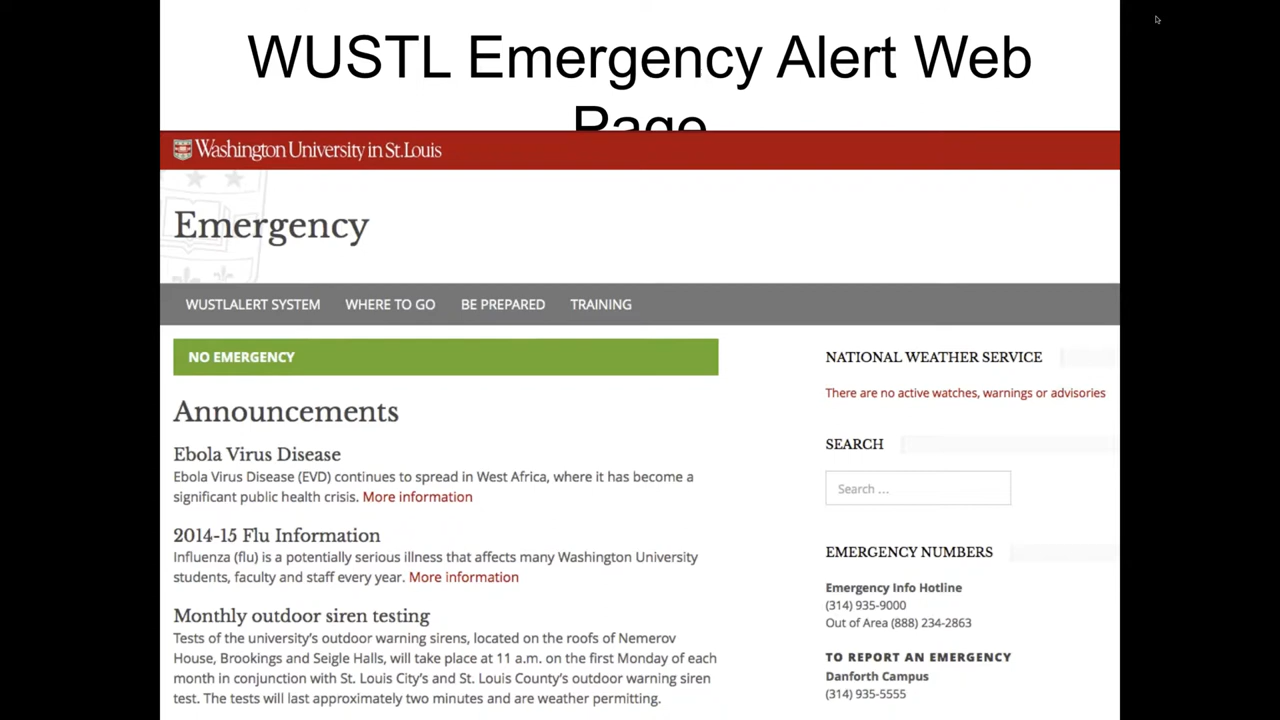 WUSTL Emergency Alert Web
Page
Washington University in St. Louis
Emergency
WUSTLALERT SYSTEM WHERE TO GO BE PREPARED TRAINING
NO EMERGENCY
Announcements
Ebola Virus Disease
Ebola Virus Disease (EVD) continues to spread in West Africa, where it has become a
significant public health crisis. More information
2014-15 Flu Information
Influenza (flu) is a potentially serious illness that affects many Washington University
students, faculty and staff every year. More information
Monthly outdoor siren testing
Tests of the university's outdoor warning sirens, located on the roofs of Nemerov
House, Brookings and Seigle Halls, will take place at 11 a.m. on the first Monday of each
month in conjunction with St. Louis City's and St. Louis County's outdoor warning siren
test. The tests will last approximately two minutes and are weather permitting.
NATIONAL WEATHER SERVICE
There are no active watches, warnings or advisories
SEARCH
Search ...
EMERGENCY NUMBERS
Emergency Info Hotline
(314) 935-9000
Out of Area (888) 234-2863
TO REPORT AN EMERGENCY
Danforth Campus
(314) 935-5555